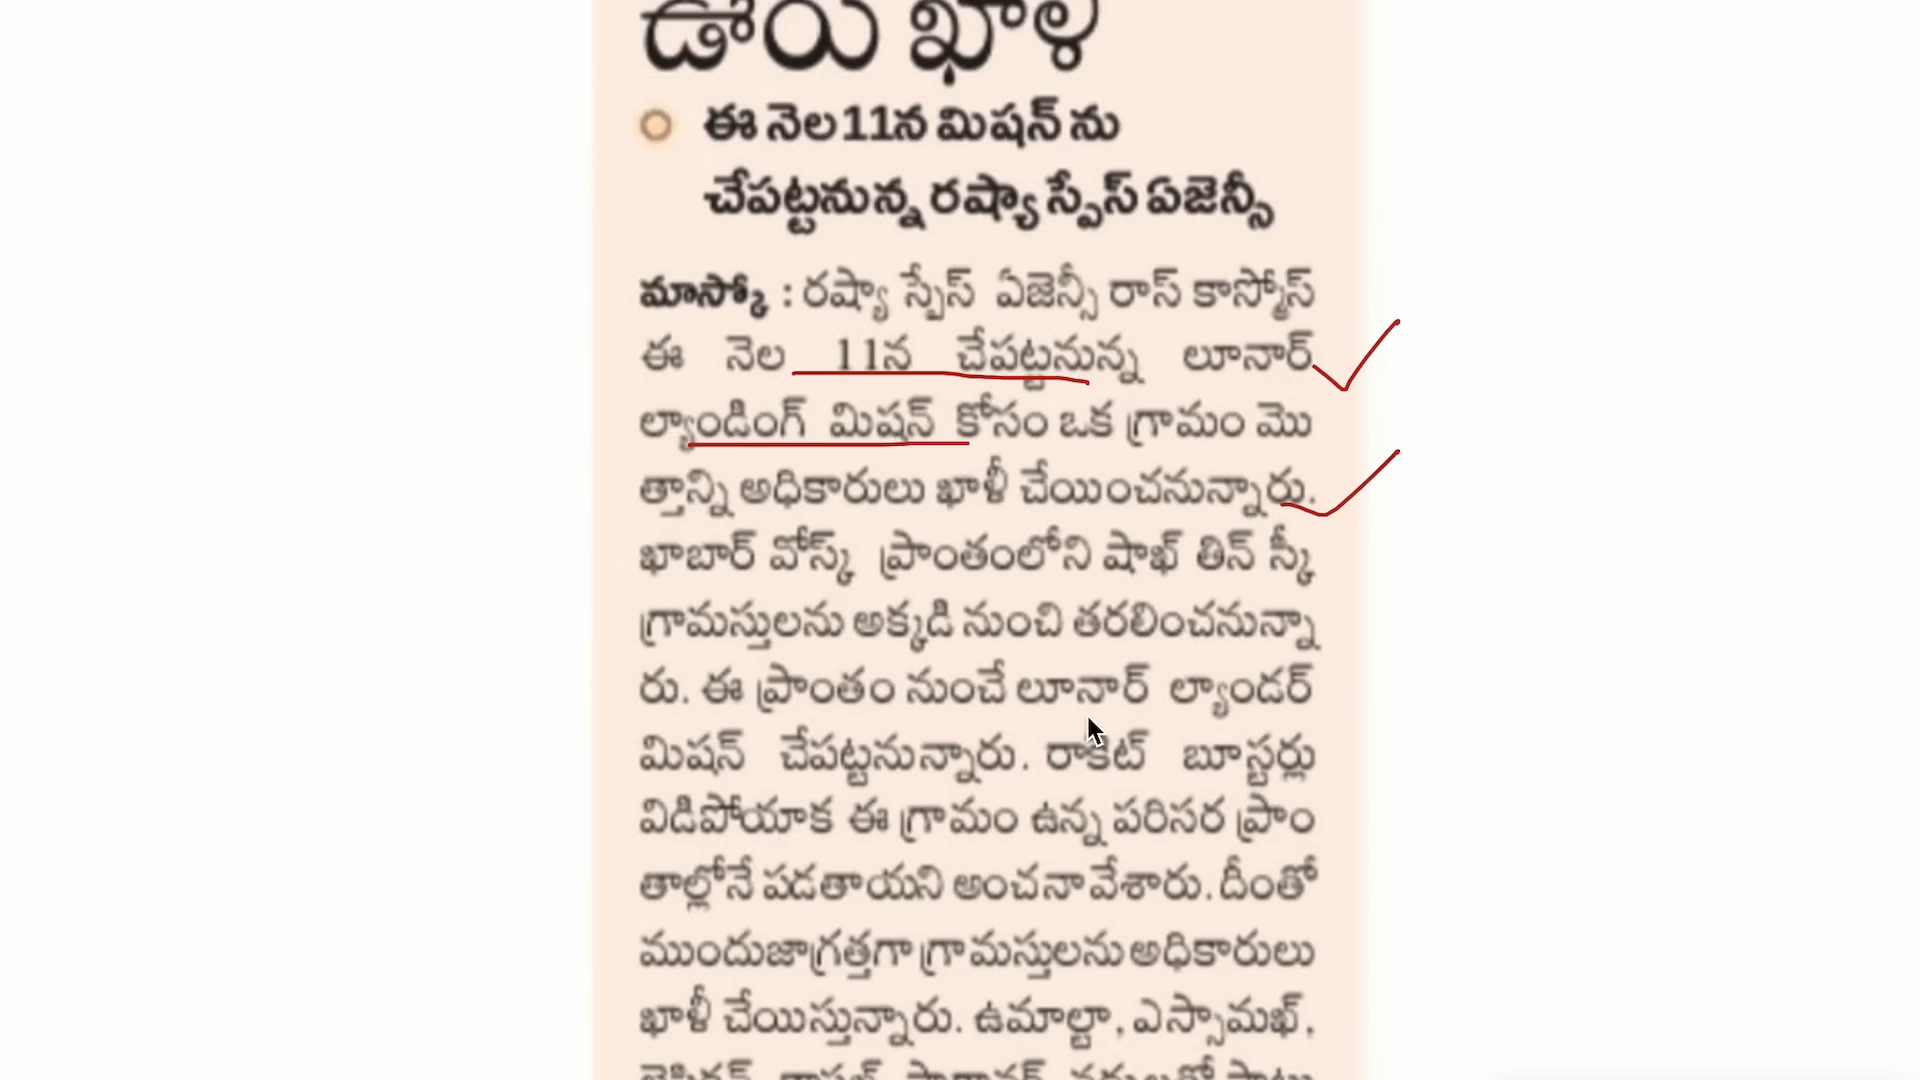 ఊరు ఖాళీ
ఈ నెల 11న మిషన్ ను
చేపట్టనున్న రష్యా స్పేస్ ఏజెన్సీ
మాస్కో : రష్యా స్పేస్ ఏజెన్సీ రాస్ కాస్మోస్
ఈ నెల 11న చేపట్టనున్న లూనార్
ల్యాండింగ్ మిషన్ కోసం ఒక గ్రామం మొ
త్తాన్ని అధికారులు ఖాళీ చేయించనున్నారు.
ఖాబార్ వోస్క్ ప్రాంతంలోని షాఖ్ తిన్ స్కీ
గ్రామస్తులను అక్కడి నుంచి తరలించనున్నా
రు. ఈ ప్రాంతం నుంచే లూనార్ ల్యాండర్
మిషన్ చేపట్టనున్నారు. రాకెట్ బూస్టర్లు
విడిపోయాక ఈ గ్రామం ఉన్న పరిసర ప్రాం
తాల్లోనే పడతాయని అంచనా వేశారు. దీంతో
ముందుజాగ్రత్తగా గ్రామస్తులను అధికారులు
ఖాళీ చేయిస్తున్నారు. ఉమాల్టా, ఎస్సామఖ్,